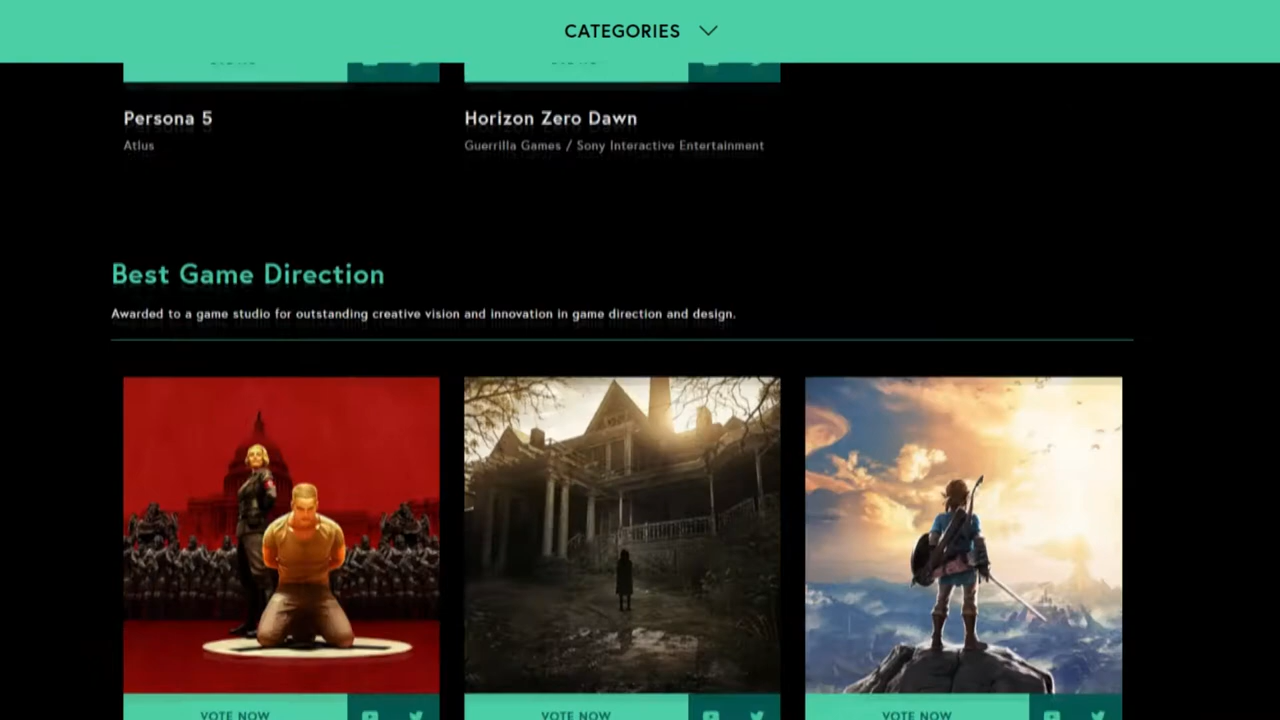 CATEGORIES
Persona 5
Horizon Zero Dawn
Atlus
Guerrilla Games / Sony Interactive Entertainment
Best Game Direction
Awarded to a game studio for outstanding creative vision and innovation in game direction and design.
VOTE NOW
VOTE NOW
VOTE NOW